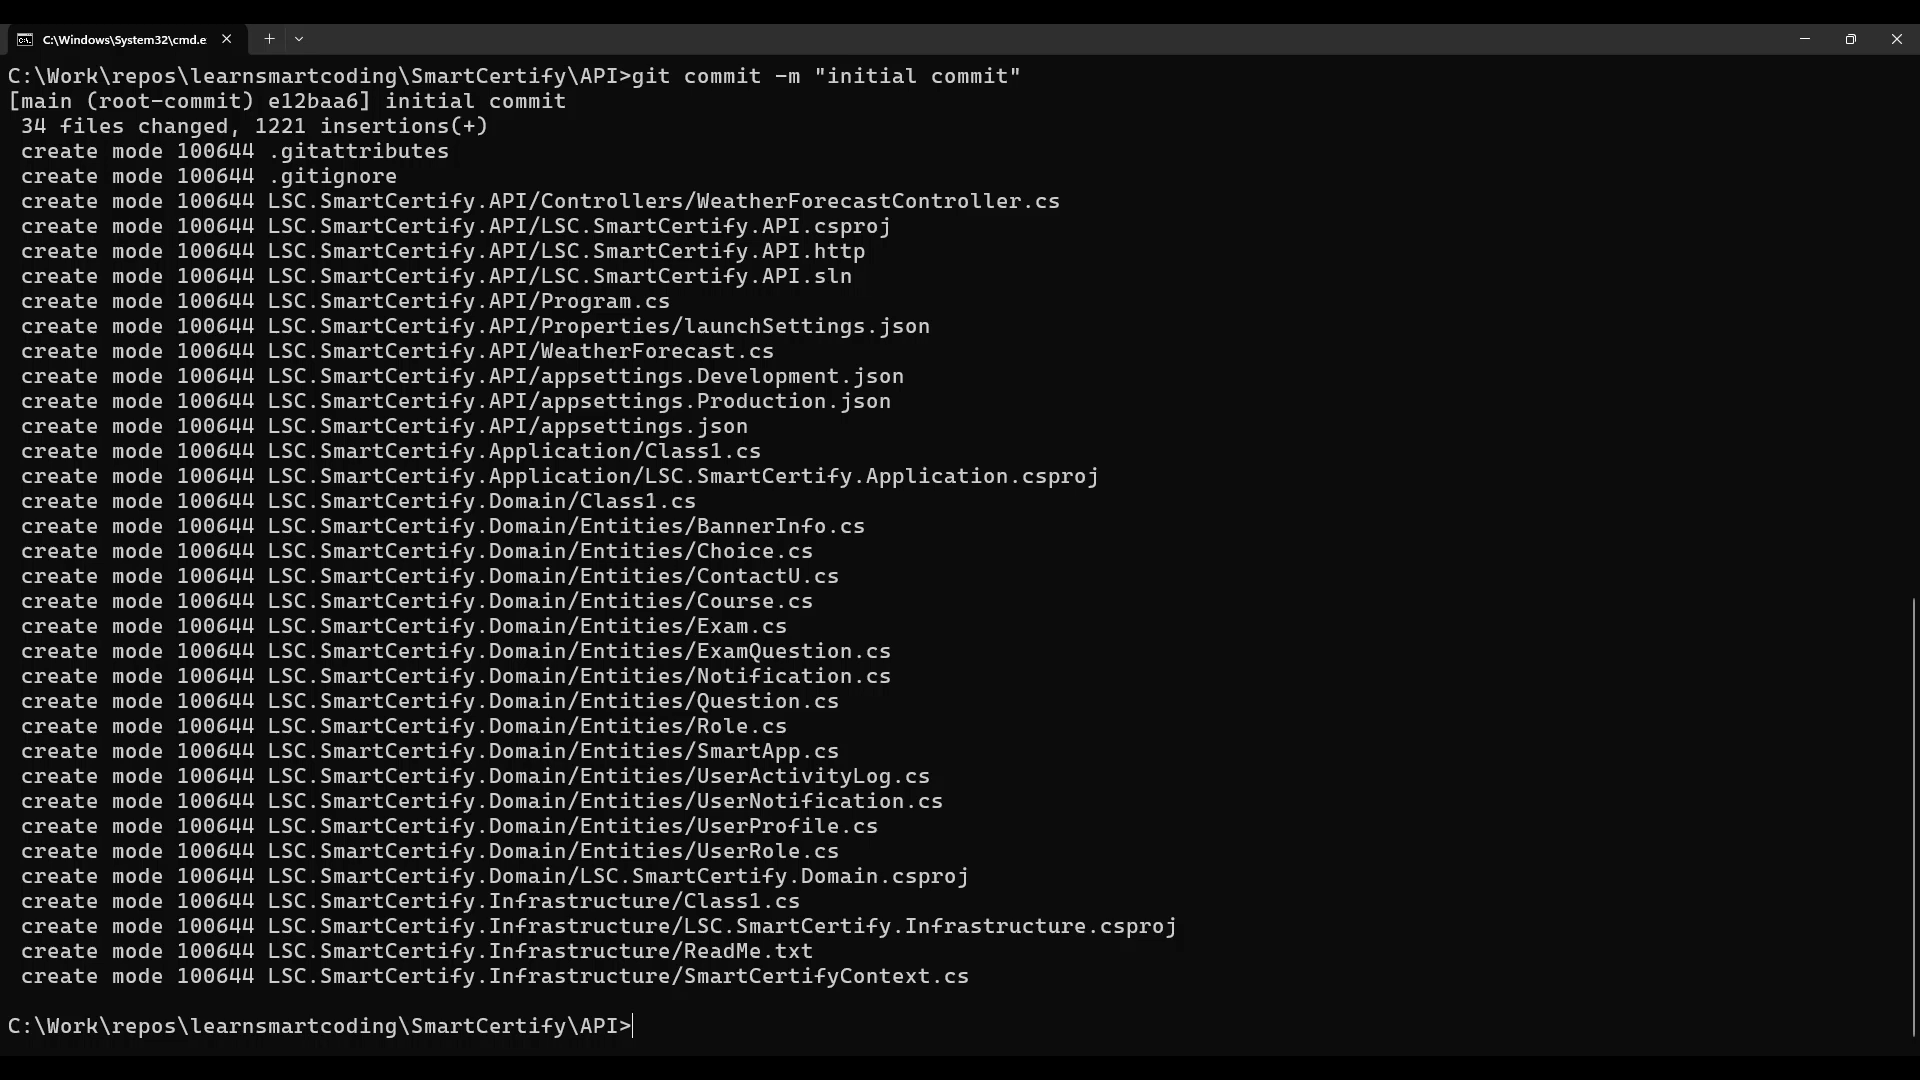 C:\Windows\System32\cmd.e
C:\Work\repos\learnsmartcoding\SmartCertify\API>git commit -m "initial commit"
[main (root-commit) e12baa6] initial commit
 34 files changed, 1221 insertions(+)
 create mode 100644 .gitattributes
 create mode 100644 .gitignore
 create mode 100644 LSC.SmartCertify.API/Controllers/WeatherForecastController.cs
 create mode 100644 LSC.SmartCertify.API/LSC.SmartCertify.API.csproj
 create mode 100644 LSC.SmartCertify.API/LSC.SmartCertify.API.http
 create mode 100644 LSC.SmartCertify.API/LSC.SmartCertify.API.sln
 create mode 100644 LSC.SmartCertify.API/Program.cs
 create mode 100644 LSC.SmartCertify.API/Properties/launchSettings.json
 create mode 100644 LSC.SmartCertify.API/WeatherForecast.cs
 create mode 100644 LSC.SmartCertify.API/appsettings.Development.json
 create mode 100644 LSC.SmartCertify.API/appsettings.Production.json
 create mode 100644 LSC.SmartCertify.API/appsettings.json
 create mode 100644 LSC.SmartCertify.Application/Class1.cs
 create mode 100644 LSC.SmartCertify.Application/LSC.SmartCertify.Application.csproj
 create mode 100644 LSC.SmartCertify.Domain/Class1.cs
 create mode 100644 LSC.SmartCertify.Domain/Entities/BannerInfo.cs
 create mode 100644 LSC.SmartCertify.Domain/Entities/Choice.cs
 create mode 100644 LSC.SmartCertify.Domain/Entities/ContactU.cs
 create mode 100644 LSC.SmartCertify.Domain/Entities/Course.cs
 create mode 100644 LSC.SmartCertify.Domain/Entities/Exam.cs
 create mode 100644 LSC.SmartCertify.Domain/Entities/ExamQuestion.cs
 create mode 100644 LSC.SmartCertify.Domain/Entities/Notification.cs
 create mode 100644 LSC.SmartCertify.Domain/Entities/Question.cs
 create mode 100644 LSC.SmartCertify.Domain/Entities/Role.cs
 create mode 100644 LSC.SmartCertify.Domain/Entities/SmartApp.cs
 create mode 100644 LSC.SmartCertify.Domain/Entities/UserActivityLog.cs
 create mode 100644 LSC.SmartCertify.Domain/Entities/UserNotification.cs
 create mode 100644 LSC.SmartCertify.Domain/Entities/UserProfile.cs
 create mode 100644 LSC.SmartCertify.Domain/Entities/UserRole.cs
 create mode 100644 LSC.SmartCertify.Domain/LSC.SmartCertify.Domain.csproj
 create mode 100644 LSC.SmartCertify.Infrastructure/Class1.cs
 create mode 100644 LSC.SmartCertify.Infrastructure/LSC.SmartCertify.Infrastructure.csproj
 create mode 100644 LSC.SmartCertify.Infrastructure/ReadMe.txt
 create mode 100644 LSC.SmartCertify.Infrastructure/SmartCertifyContext.cs
C:\Work\repos\learnsmartcoding\SmartCertify\API>